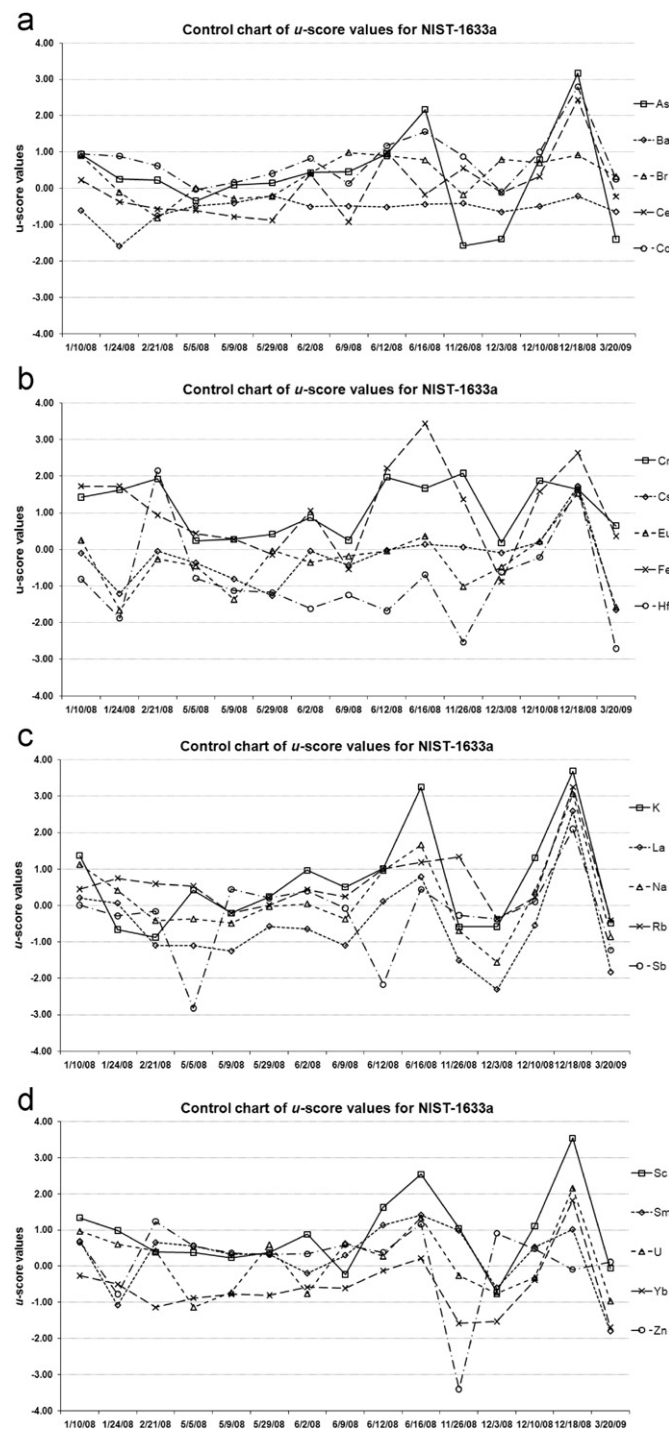 a
Control chart of u-score values for NIST-1633a
4.00
3.00
2.00
1.00
0.00
-1.00
-2.00
-3.00
-4.00
u-score values
1/10/08 1/24/08 2/21/08 5/5/08 5/9/08 5/29/08 6/2/08 6/9/08 6/12/08 6/16/08 11/26/08 12/3/08 12/10/08 12/18/08 3/20/09
As
Ba
Br
Ce
Co
b
Control chart of u-score values for NIST-1633a
4.00
3.00
2.00
1.00
0.00
-1.00
-2.00
-3.00
-4.00
u-score values
1/10/08 1/24/08 2/21/08 5/5/08 5/9/08 5/29/08 6/2/08 6/9/08 6/12/08 6/16/08 11/26/08 12/3/08 12/10/08 12/18/08 3/20/09
Cr
Cs
Eu
Fe
Hf
c
Control chart of u-score values for NIST-1633a
4.00
3.00
2.00
1.00
0.00
-1.00
-2.00
-3.00
-4.00
u-score values
1/10/08 1/24/08 2/21/08 5/5/08 5/9/08 5/29/08 6/2/08 6/9/08 6/12/08 6/16/08 11/26/08 12/3/08 12/10/08 12/18/08 3/20/09
K
La
Na
Rb
Sb
d
Control chart of u-score values for NIST-1633a
4.00
3.00
2.00
1.00
0.00
-1.00
-2.00
-3.00
-4.00
u-score values
1/10/08 1/24/08 2/21/08 5/5/08 5/9/08 5/29/08 6/2/08 6/9/08 6/12/08 6/16/08 11/26/08 12/3/08 12/10/08 12/18/08 3/20/09
Sc
Sm
U
Yb
Zn